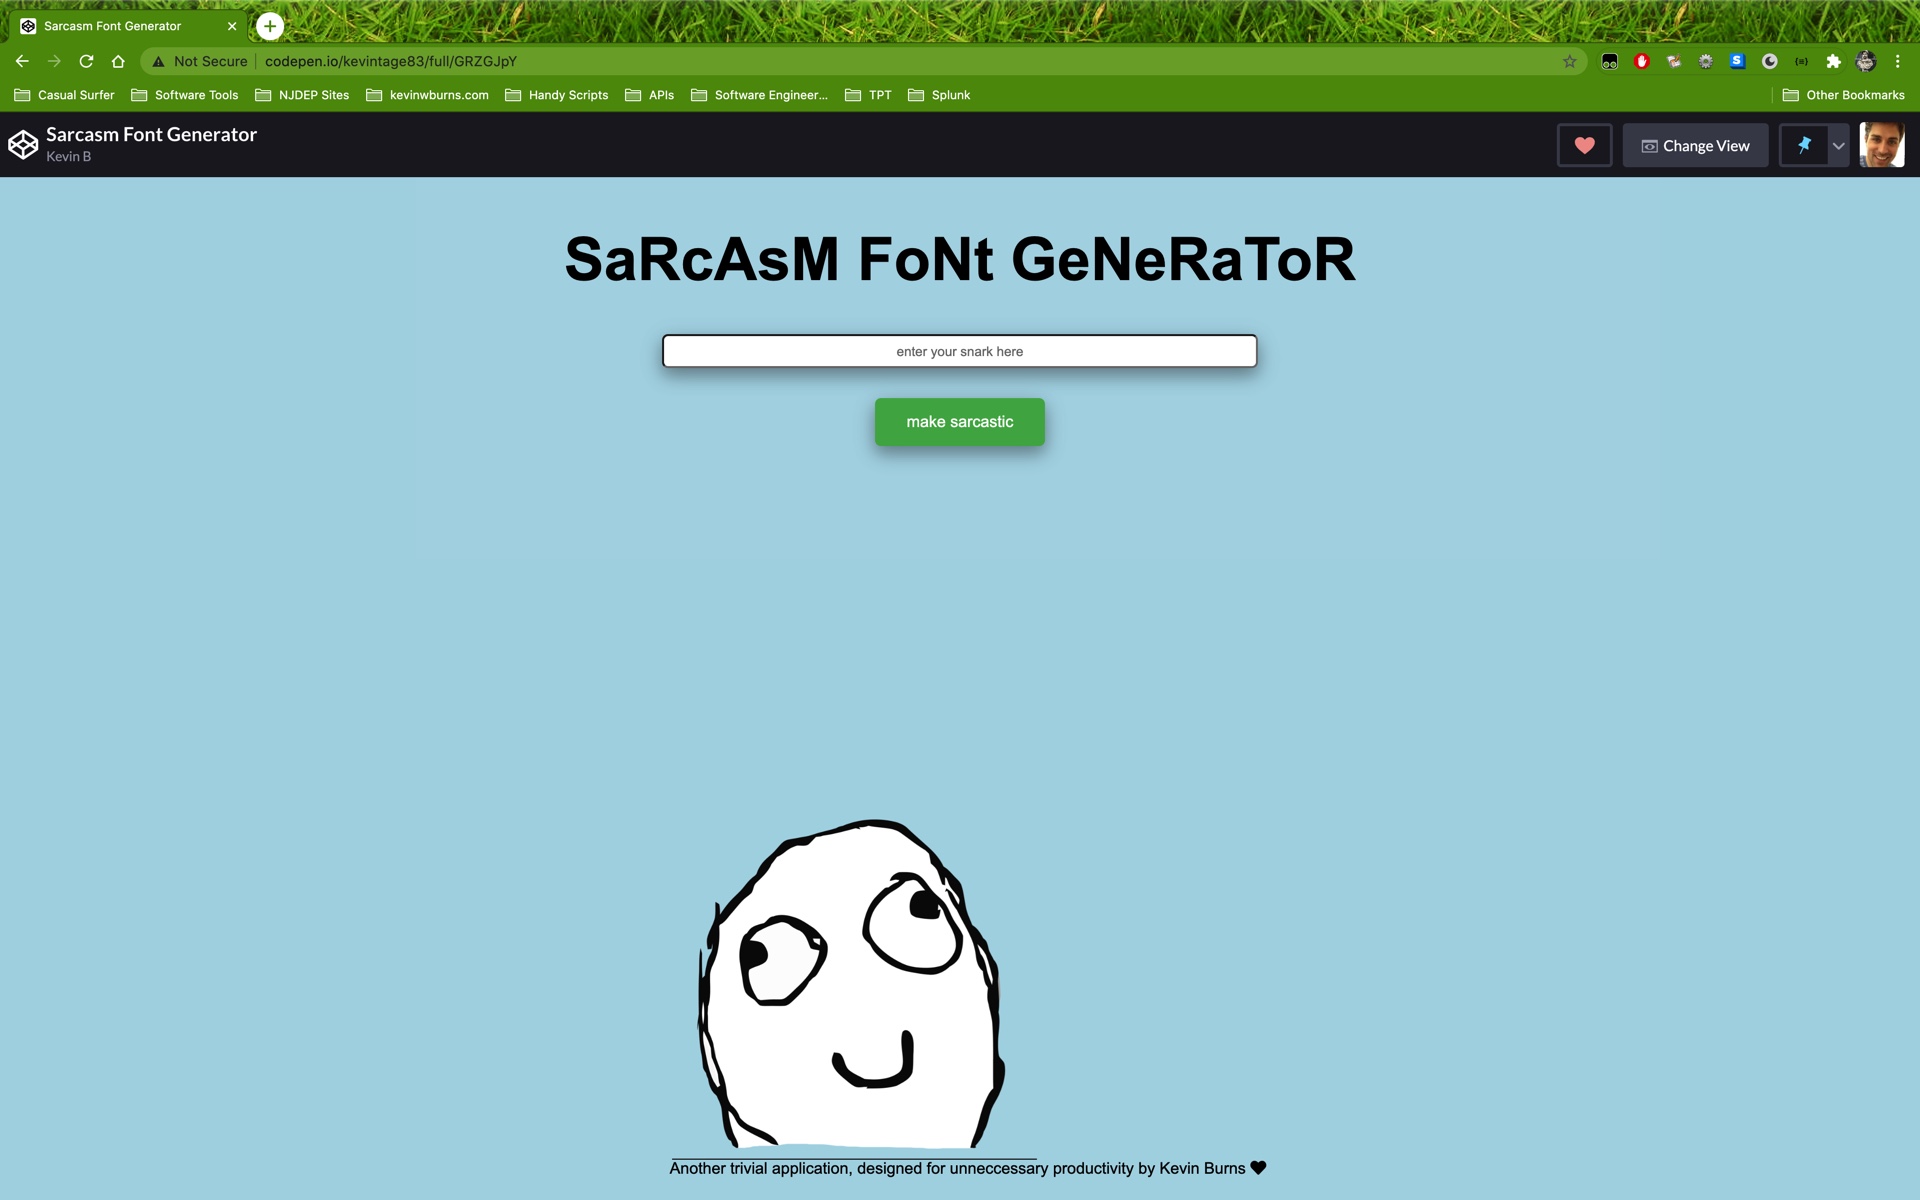 Sarcasm Font Generator
Not Secure codepen.io/kevintage83/full/GRZGJpY
Casual Surfer Software Tools NJDEP Sites kevinwburns.com Handy Scripts APIs Software Engineer... TPT Splunk Other Bookmarks
Sarcasm Font Generator
Kevin B
Change View
SaRcAsM FoNt GeNeRaToR
enter your snark here
make sarcastic
Another trivial application, designed for unneccessary productivity by Kevin Burns ♥